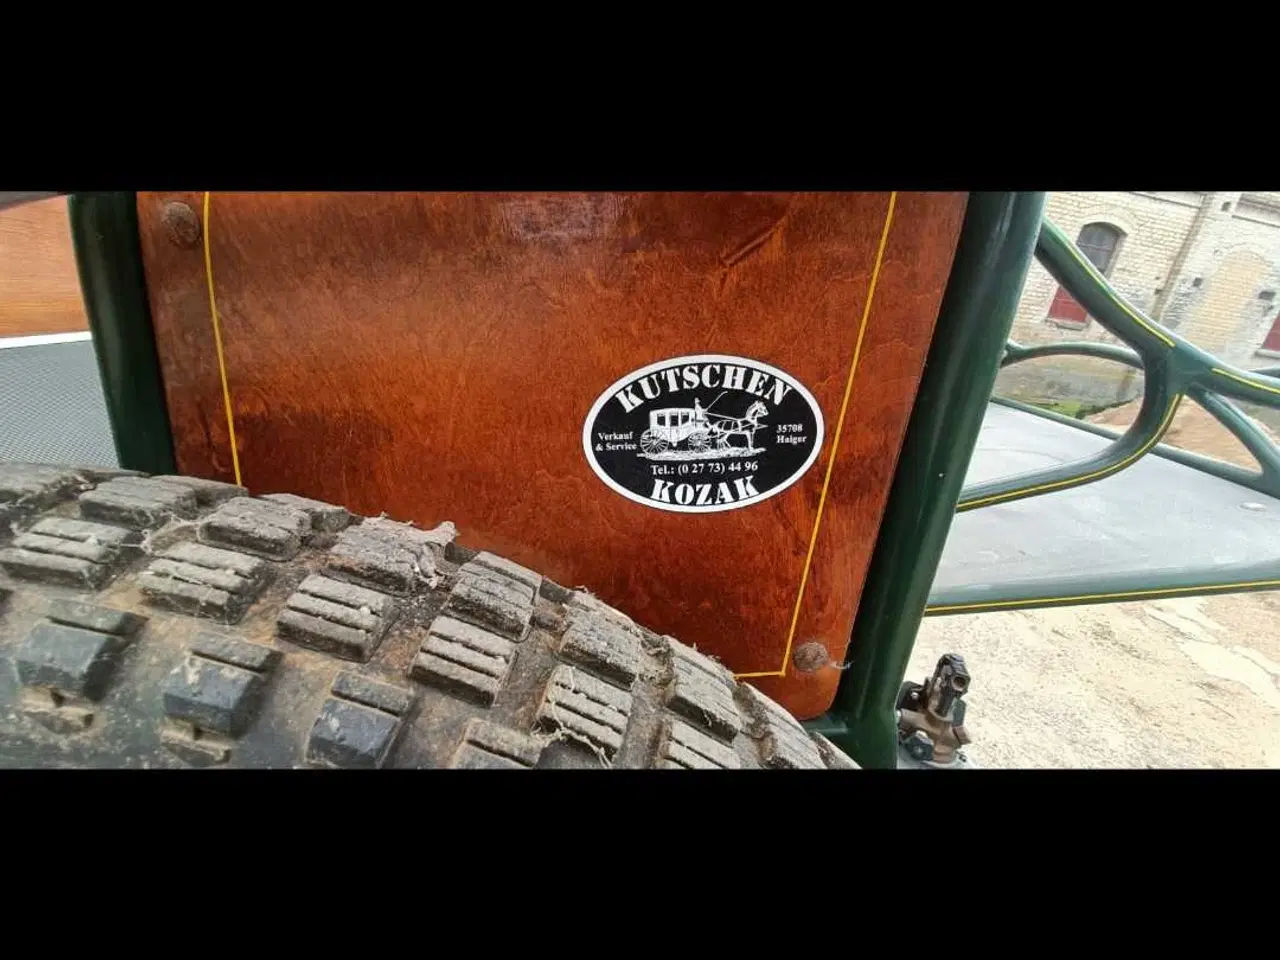 KUTSCHEN
Verkauf
& Service
35708
Haiger
Tel.: (0 27 73) 44 96
KOZAK